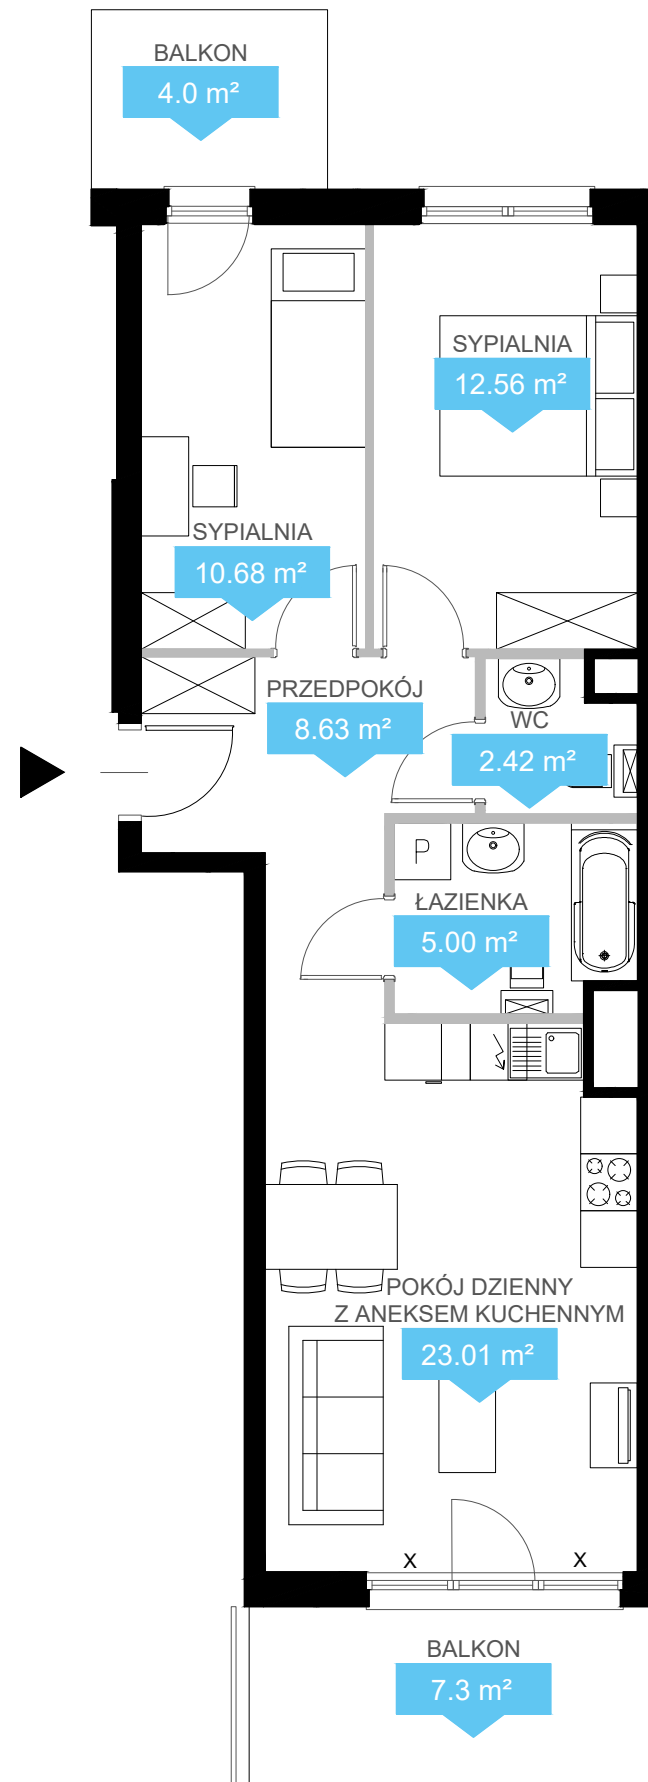 BALKON
4.0 m²
SYPIALNIA
12.56 m²
SYPIALNIA
10.68 m²
PRZEDPOKÓJ
8.63 m²
WC
2.42 m²
P
ŁAZIENKA
5.00 m²
POKÓJ DZIENNY
Z ANEKSEM KUCHENNYM
23.01 m²
X X
BALKON
7.3 m²